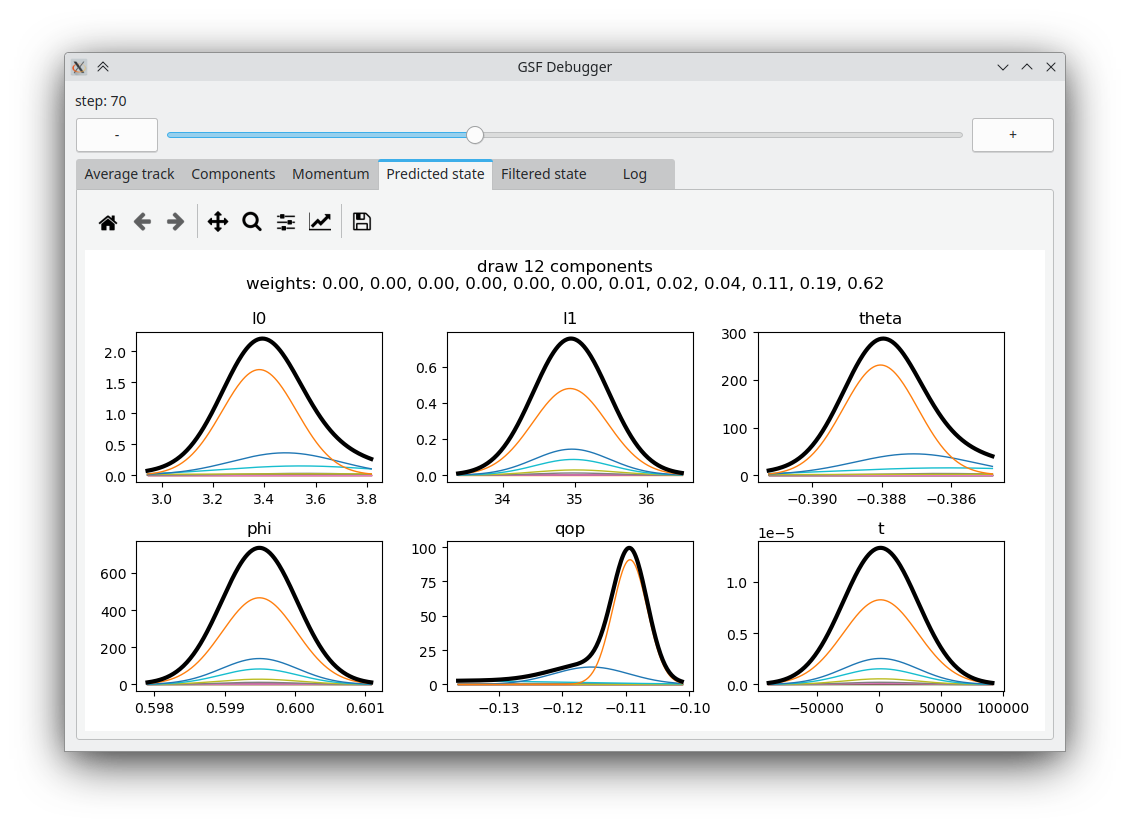 GSF Debugger
step: 70
-
+
Average track Components Momentum Predicted state Filtered state Log
draw 12 components
weights: 0.00, 0.00, 0.00, 0.00, 0.00, 0.00, 0.01, 0.02, 0.04, 0.11, 0.19, 0.62
l0
2.0
1.5
1.0
0.5
0.0
3.0 3.2 3.4 3.6 3.8
l1
0.6
0.4
0.2
0.0
34 35 36
theta
300
200
100
0
−0.390 −0.388 −0.386
phi
600
400
200
0
0.598 0.599 0.600 0.601
qop
100
75
50
25
0
−0.13 −0.12 −0.11 −0.10
t
1e−5
1.0
0.5
0.0
−50000 0 50000 100000